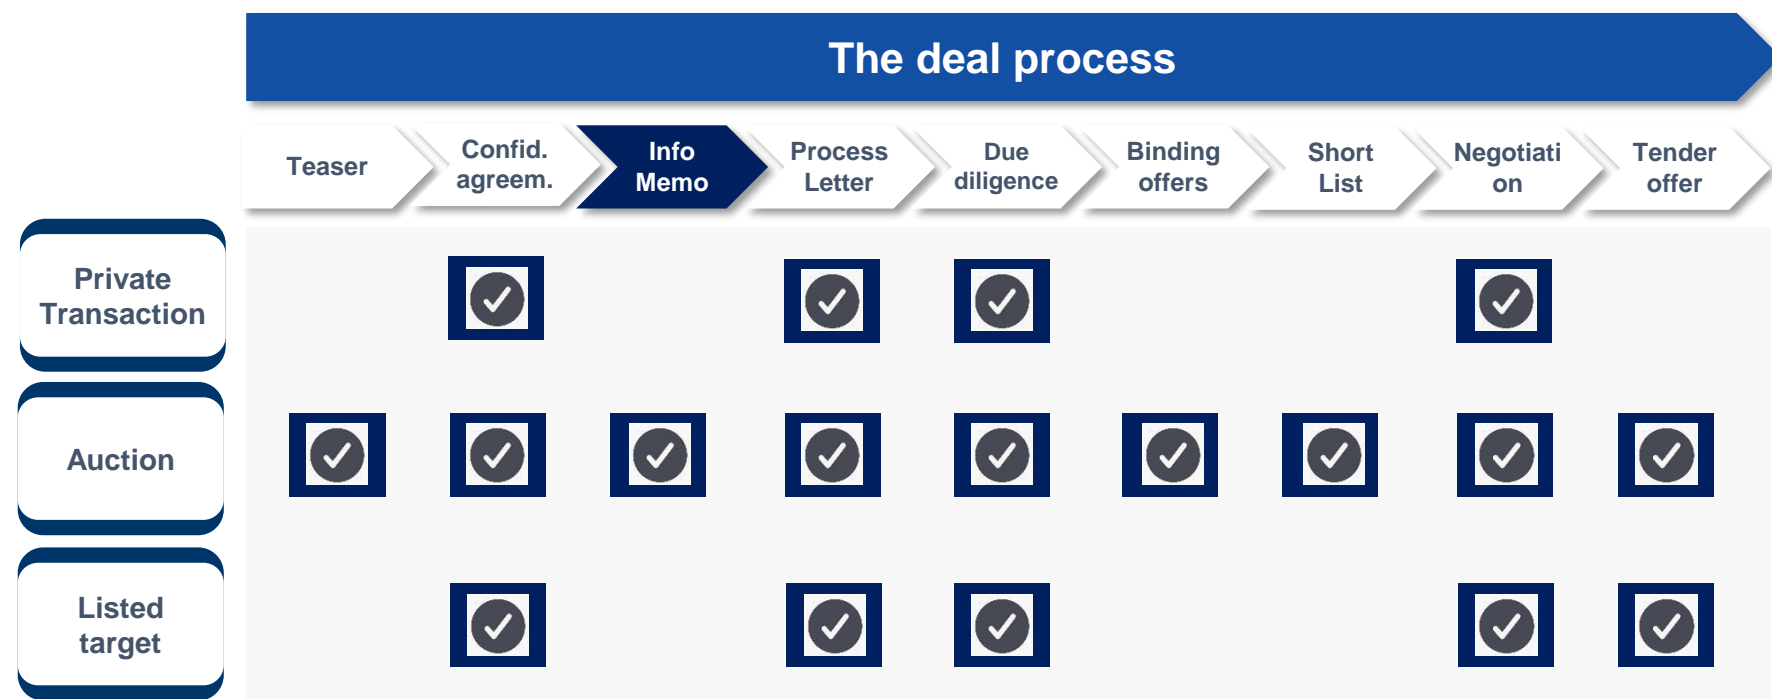 The deal process
Teaser
Confid.
agreem.
Info
Memo
Process
Letter
Due
diligence
Binding
offers
Short
List
Negotiati
on
Tender
offer
Private
Transaction
Auction
Listed
target